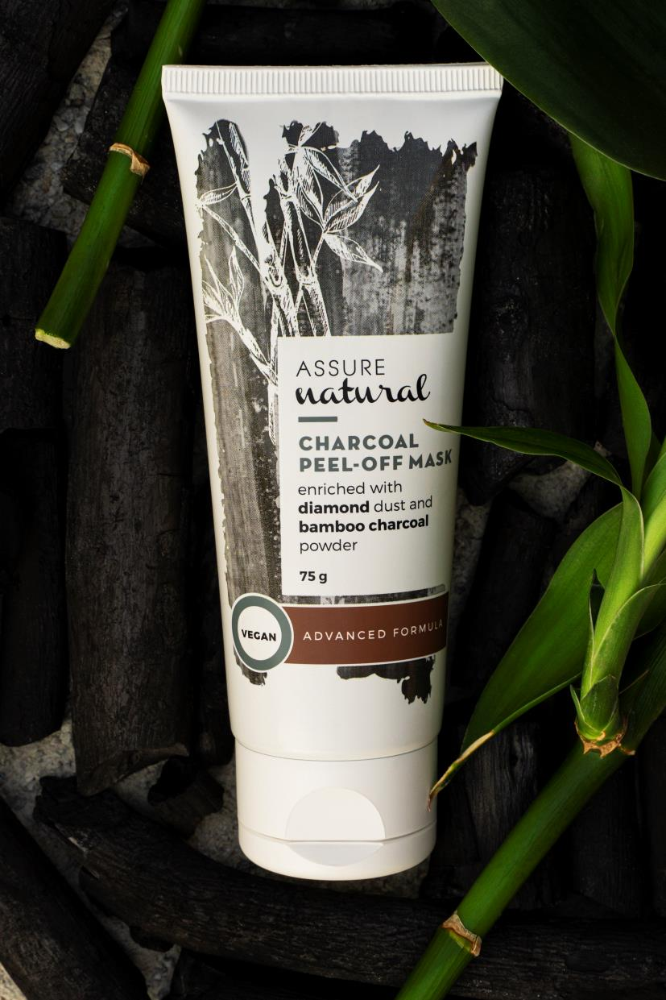 ASSURE
natural
CHARCOAL
PEEL-OFF MASK
enriched with
diamond dust and
bamboo charcoal
powder
75 g
VEGAN
ADVANCED FORMULA